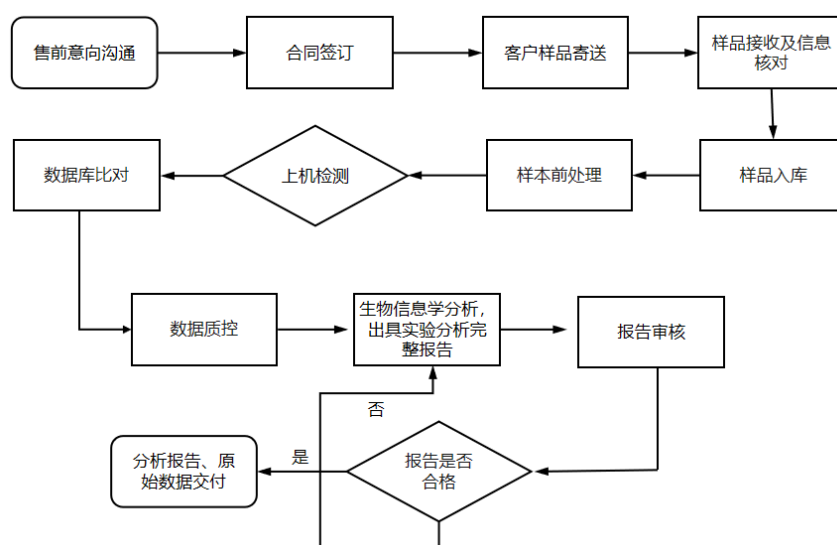 售前意向沟通
合同签订
客户样品寄送
样品接收及信息
核对
数据库比对
上机检测
样本前处理
样品入库
数据质控
生物信息学分析，
出具实验分析完
整报告
报告审核
否
分析报告、原
始数据交付
是
报告是否
合格